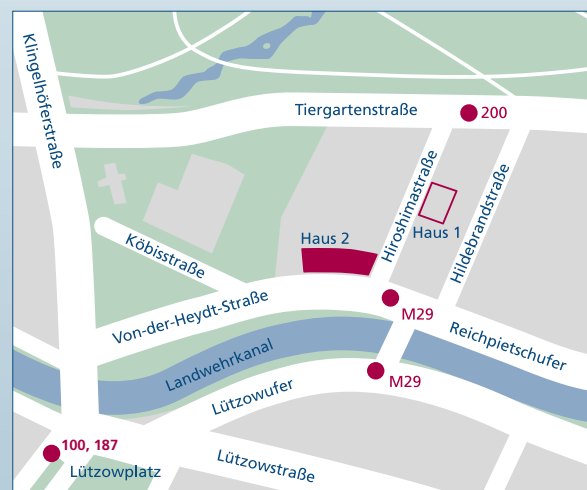 Klingelhöferstraße
Tiergartenstraße
200
Hiroshimastraße
Hildebrandstraße
Haus 1
Haus 2
Köbisstraße
Von-der-Heydt-Straße
M29
Reichpietschufer
Landwehrkanal
M29
Lützowufer
100, 187
Lützowplatz
Lützowstraße